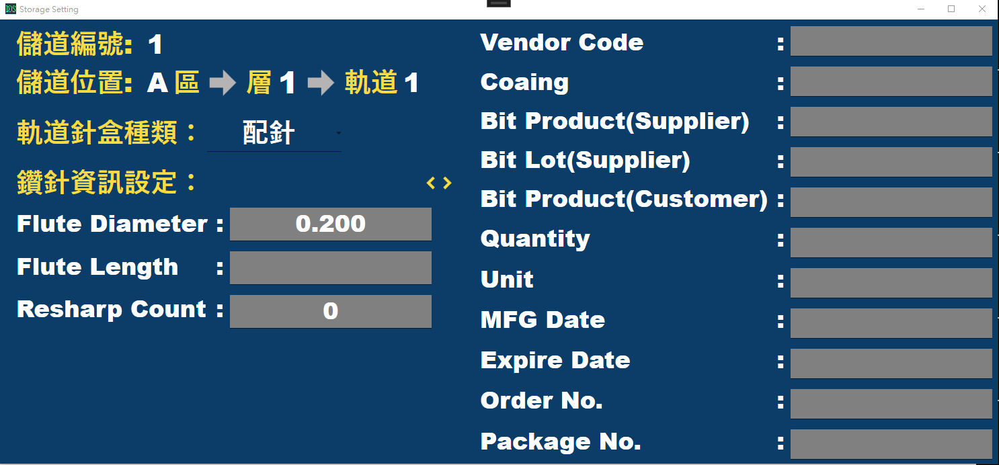 Storage Setting
儲道編號: 1
儲道位置: A 區 層 1 軌道 1
軌道針盒種類：配針
鑽針資訊設定：
Flute Diameter : 0.200
Flute Length :
Resharp Count : 0
Vendor Code :
Coaing :
Bit Product(Supplier) :
Bit Lot(Supplier) :
Bit Product(Customer) :
Quantity :
Unit :
MFG Date :
Expire Date :
Order No. :
Package No. :